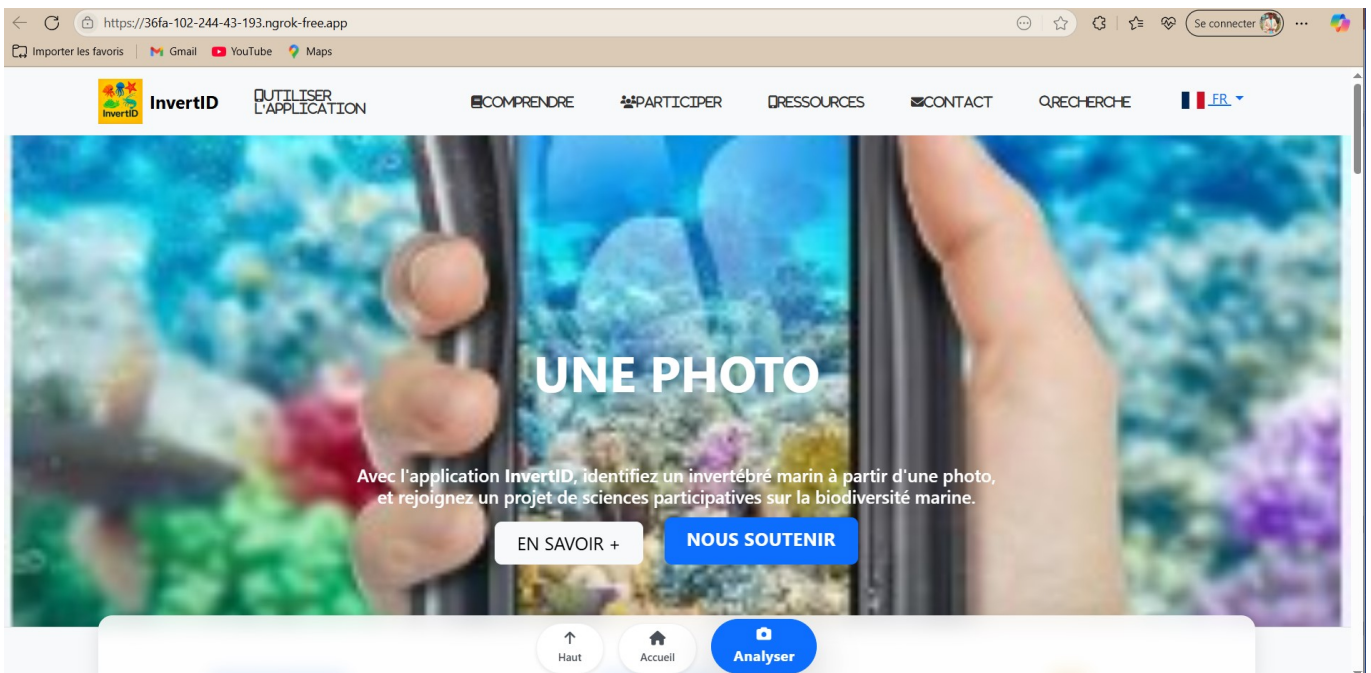 https://36fa-102-244-43-193.ngrok-free.app
Se connecter
Importer les favoris
Gmail
YouTube
Maps
InvertID
InvertID
UTILISER
L'APPLICATION
COMPRENDRE
PARTICIPER
RESSOURCES
CONTACT
RECHERCHE
FR
UNE PHOTO
Avec l'application InvertID, identifiez un invertébré marin à partir d'une photo,
et rejoignez un projet de sciences participatives sur la biodiversité marine.
EN SAVOIR +
NOUS SOUTENIR
Haut
Accueil
Analyser